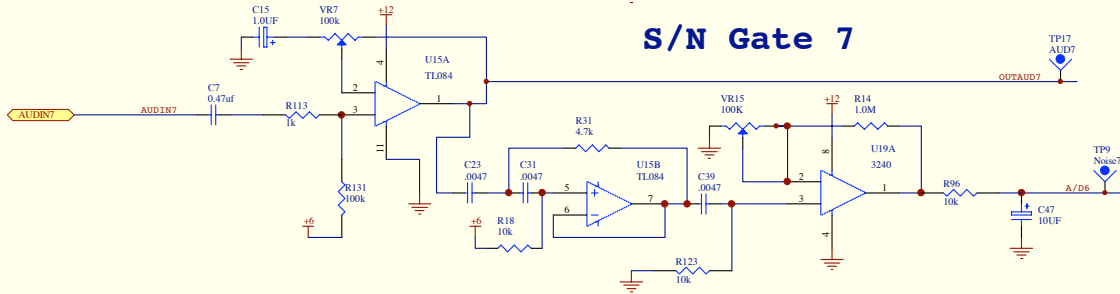 S/N Gate 7
C15
1.0UF
VR7
100k
+12
U15A
TL084
4
2
3
1
11
TP17
AUD7
OUTAUD7
AUDIN7
AUDIN7
C7
0.47uf
R113
1k
R131
100k
+6
C23
.0047
C31
.0047
R31
4.7k
U15B
TL084
5
6
7
+6
R18
10k
C39
.0047
R123
10k
VR15
100K
+12
R14
1.0M
U19A
3240
8
2
3
1
4
R96
10k
TP9
Noise7
A/D6
C47
10UF